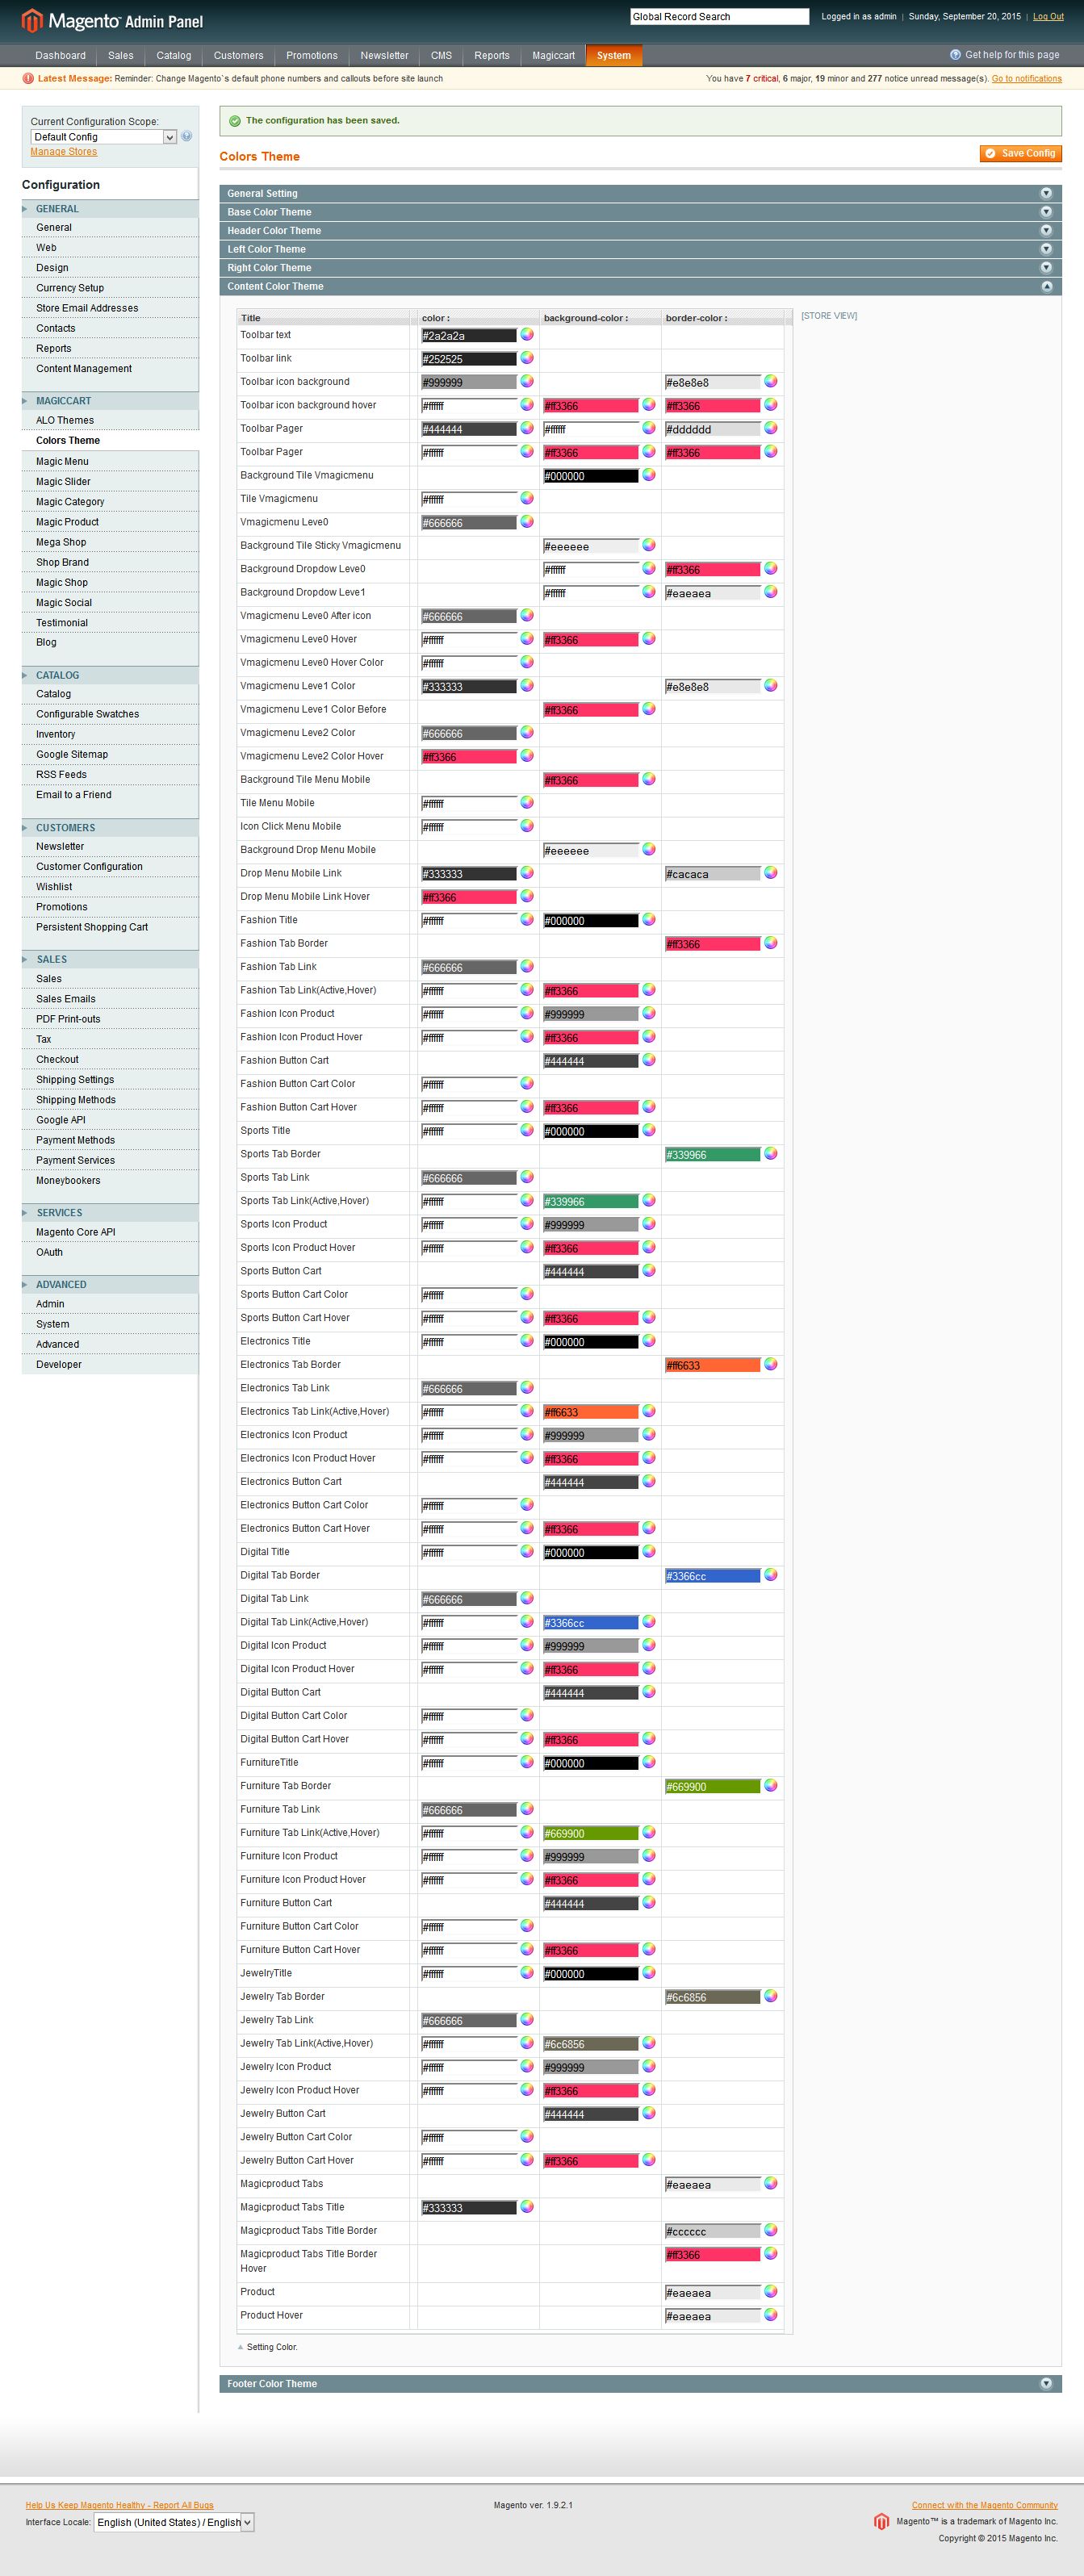 Magento Admin Panel
Global Record Search
Logged in as admin | Sunday, September 20, 2015 | Log Out
Dashboard Sales Catalog Customers Promotions Newsletter CMS Reports Magiccart System
Get help for this page
Latest Message: Reminder: Change Magento`s default phone numbers and callouts before site launch
You have 7 critical, 6 major, 19 minor and 277 notice unread message(s). Go to notifications
Current Configuration Scope:
Default Config
Manage Stores
Configuration
GENERAL
General
Web
Design
Currency Setup
Store Email Addresses
Contacts
Reports
Content Management
MAGICCART
ALO Themes
Colors Theme
Magic Menu
Magic Slider
Magic Category
Magic Product
Mega Shop
Shop Brand
Magic Shop
Magic Social
Testimonial
Blog
CATALOG
Catalog
Configurable Swatches
Inventory
Google Sitemap
RSS Feeds
Email to a Friend
CUSTOMERS
Newsletter
Customer Configuration
Wishlist
Promotions
Persistent Shopping Cart
SALES
Sales
Sales Emails
PDF Print-outs
Tax
Checkout
Shipping Settings
Shipping Methods
Google API
Payment Methods
Payment Services
Moneybookers
SERVICES
Magento Core API
OAuth
ADVANCED
Admin
System
Advanced
Developer
The configuration has been saved.
Colors Theme
Save Config
General Setting
Base Color Theme
Header Color Theme
Left Color Theme
Right Color Theme
Content Color Theme
Title color : background-color : border-color :
[STORE VIEW]
Toolbar text #2a2a2a
Toolbar link #252525
Toolbar icon background #999999 #e8e8e8
Toolbar icon background hover #ffffff #ff3366 #ff3366
Toolbar Pager #444444 #ffffff #dddddd
Toolbar Pager #ffffff #ff3366 #ff3366
Background Tile Vmagicmenu #000000
Tile Vmagicmenu #ffffff
Vmagicmenu Leve0 #666666
Background Tile Sticky Vmagicmenu #eeeeee
Background Dropdow Leve0 #ffffff #ff3366
Background Dropdow Leve1 #ffffff #eaeaea
Vmagicmenu Leve0 After icon #666666
Vmagicmenu Leve0 Hover #ffffff #ff3366
Vmagicmenu Leve0 Hover Color #ffffff
Vmagicmenu Leve1 Color #333333 #e8e8e8
Vmagicmenu Leve1 Color Before #ff3366
Vmagicmenu Leve2 Color #666666
Vmagicmenu Leve2 Color Hover #ff3366
Background Tile Menu Mobile #ff3366
Tile Menu Mobile #ffffff
Icon Click Menu Mobile #ffffff
Background Drop Menu Mobile #eeeeee
Drop Menu Mobile Link #333333 #cacaca
Drop Menu Mobile Link Hover #ff3366
Fashion Title #ffffff #000000
Fashion Tab Border #ff3366
Fashion Tab Link #666666
Fashion Tab Link(Active,Hover) #ffffff #ff3366
Fashion Icon Product #ffffff #999999
Fashion Icon Product Hover #ffffff #ff3366
Fashion Button Cart #444444
Fashion Button Cart Color #ffffff
Fashion Button Cart Hover #ffffff #ff3366
Sports Title #ffffff #000000
Sports Tab Border #339966
Sports Tab Link #666666
Sports Tab Link(Active,Hover) #ffffff #339966
Sports Icon Product #ffffff #999999
Sports Icon Product Hover #ffffff #ff3366
Sports Button Cart #444444
Sports Button Cart Color #ffffff
Sports Button Cart Hover #ffffff #ff3366
Electronics Title #ffffff #000000
Electronics Tab Border #ff6633
Electronics Tab Link #666666
Electronics Tab Link(Active,Hover) #ffffff #ff6633
Electronics Icon Product #ffffff #999999
Electronics Icon Product Hover #ffffff #ff3366
Electronics Button Cart #444444
Electronics Button Cart Color #ffffff
Electronics Button Cart Hover #ffffff #ff3366
Digital Title #ffffff #000000
Digital Tab Border #3366cc
Digital Tab Link #666666
Digital Tab Link(Active,Hover) #ffffff #3366cc
Digital Icon Product #ffffff #999999
Digital Icon Product Hover #ffffff #ff3366
Digital Button Cart #444444
Digital Button Cart Color #ffffff
Digital Button Cart Hover #ffffff #ff3366
FurnitureTitle #ffffff #000000
Furniture Tab Border #669900
Furniture Tab Link #666666
Furniture Tab Link(Active,Hover) #ffffff #669900
Furniture Icon Product #ffffff #999999
Furniture Icon Product Hover #ffffff #ff3366
Furniture Button Cart #444444
Furniture Button Cart Color #ffffff
Furniture Button Cart Hover #ffffff #ff3366
JewelryTitle #ffffff #000000
Jewelry Tab Border #6c6856
Jewelry Tab Link #666666
Jewelry Tab Link(Active,Hover) #ffffff #6c6856
Jewelry Icon Product #ffffff #999999
Jewelry Icon Product Hover #ffffff #ff3366
Jewelry Button Cart #444444
Jewelry Button Cart Color #ffffff
Jewelry Button Cart Hover #ffffff #ff3366
Magicproduct Tabs #eaeaea
Magicproduct Tabs Title #333333
Magicproduct Tabs Title Border #cccccc
Magicproduct Tabs Title Border #ff3366
Hover
Product #eaeaea
Product Hover #eaeaea
Setting Color.
Footer Color Theme
Help Us Keep Magento Healthy - Report All Bugs
Interface Locale: English (United States) / English
Magento ver. 1.9.2.1
Connect with the Magento Community
Magento™ is a trademark of Magento Inc.
Copyright © 2015 Magento Inc.